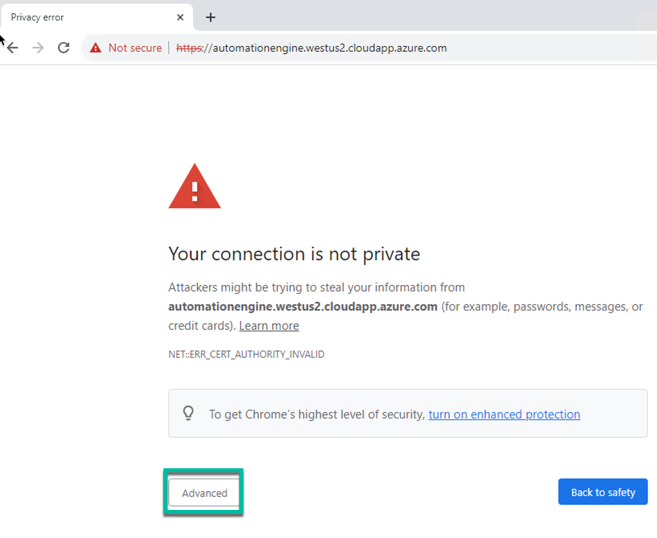 Privacy error
Not secure | https://automationengine.westus2.cloudapp.azure.com
Your connection is not private
Attackers might be trying to steal your information from
automationengine.westus2.cloudapp.azure.com (for example, passwords, messages, or
credit cards). Learn more
NET::ERR_CERT_AUTHORITY_INVALID
To get Chrome's highest level of security, turn on enhanced protection
Advanced
Back to safety